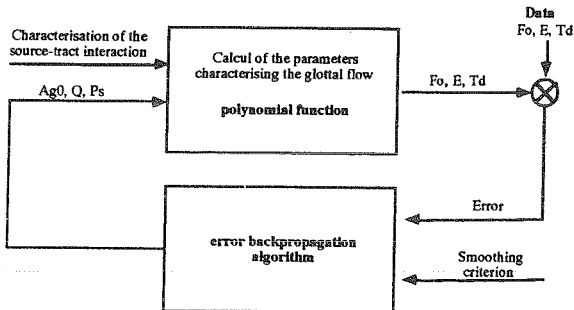 Data
Fo, E, Td
Characterisation of the
source-tract interaction
Calcul of the parameters
characterising the glottal flow
polynomial function
Ag0, Q, Ps
Fo, E, Td
Error
error backpropagation
algorithm
Smoothing
criterion